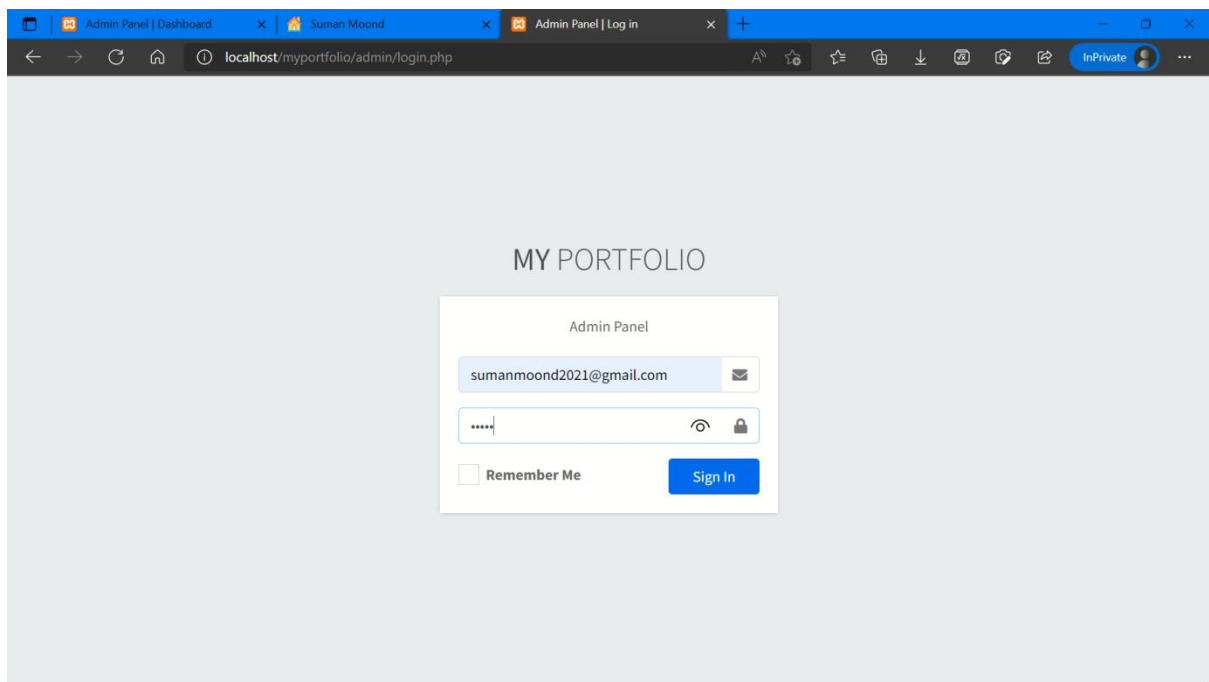 Admin Panel | Dashboard
Suman Moond
Admin Panel | Log in
localhost/myportfolio/admin/login.php
InPrivate
MY PORTFOLIO
Admin Panel
sumanmoond2021@gmail.com
•••••
Remember Me
Sign In